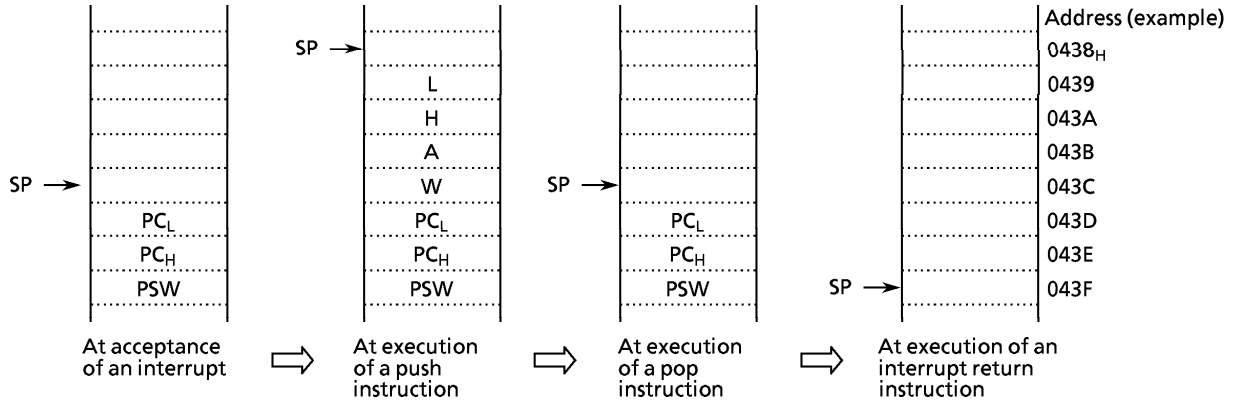 Address (example)
SP 0438H
L 0439
H 043A
A 043B
SP W SP 043C
PCL PCL PCL 043D
PCH PCH PCH 043E
PSW PSW PSW SP 043F
At acceptance
of an interrupt
At execution
of a push
instruction
At execution
of a pop
instruction
At execution of an
interrupt return
instruction